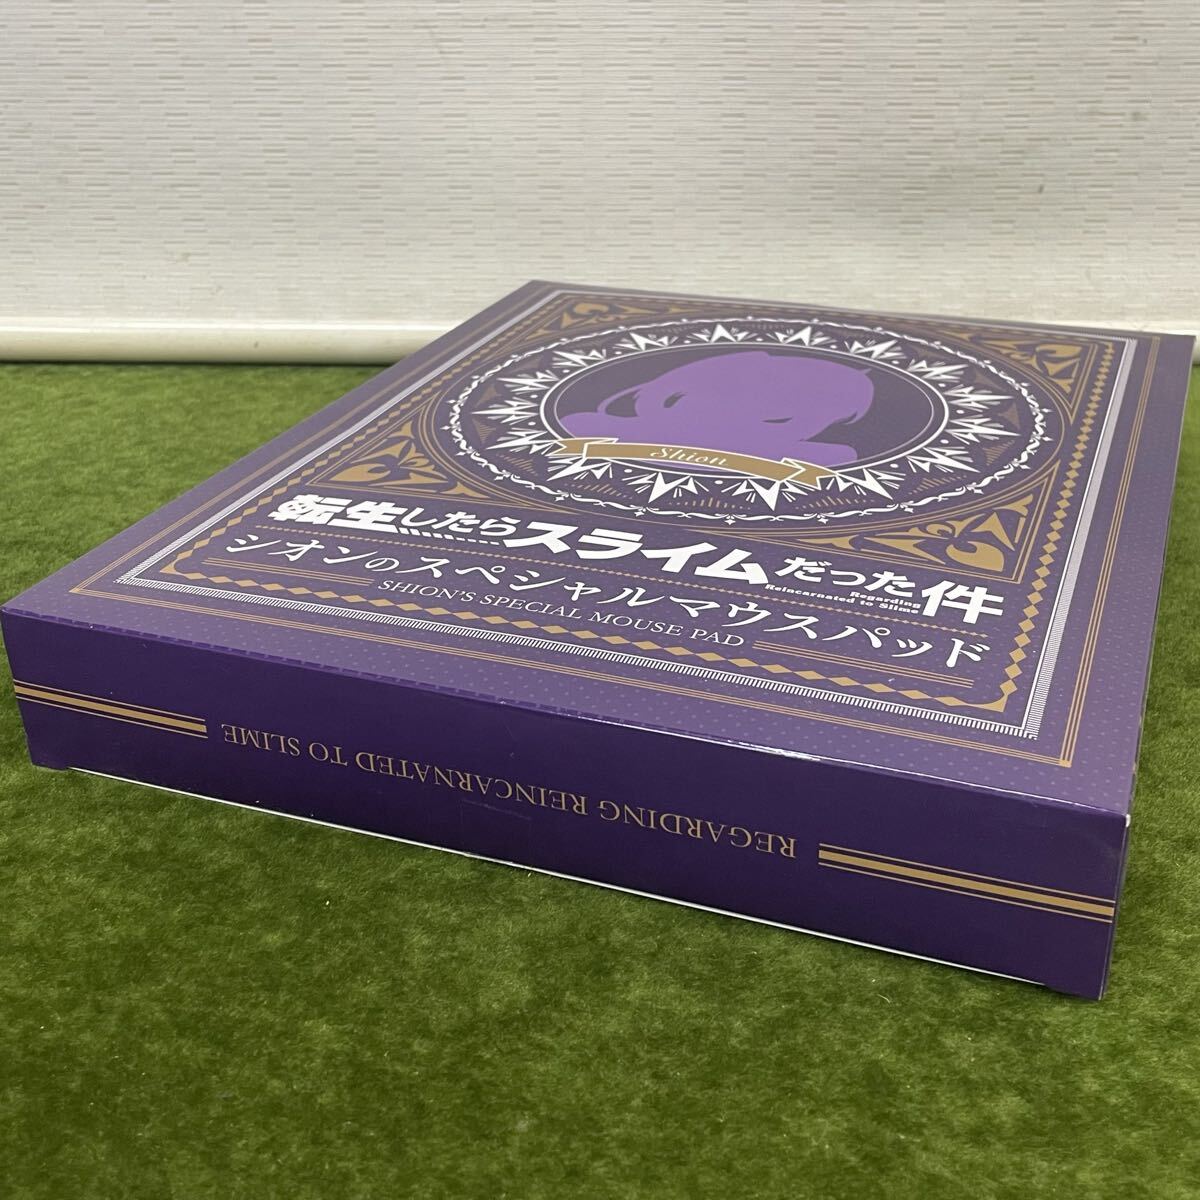 Shion
転生したらスライムだった件
Regarding
Reincarnated to Slime
シオンのスペシャルマウスパッド
SHION'S SPECIAL MOUSE PAD
REGARDING REINCARNATED TO SLIME